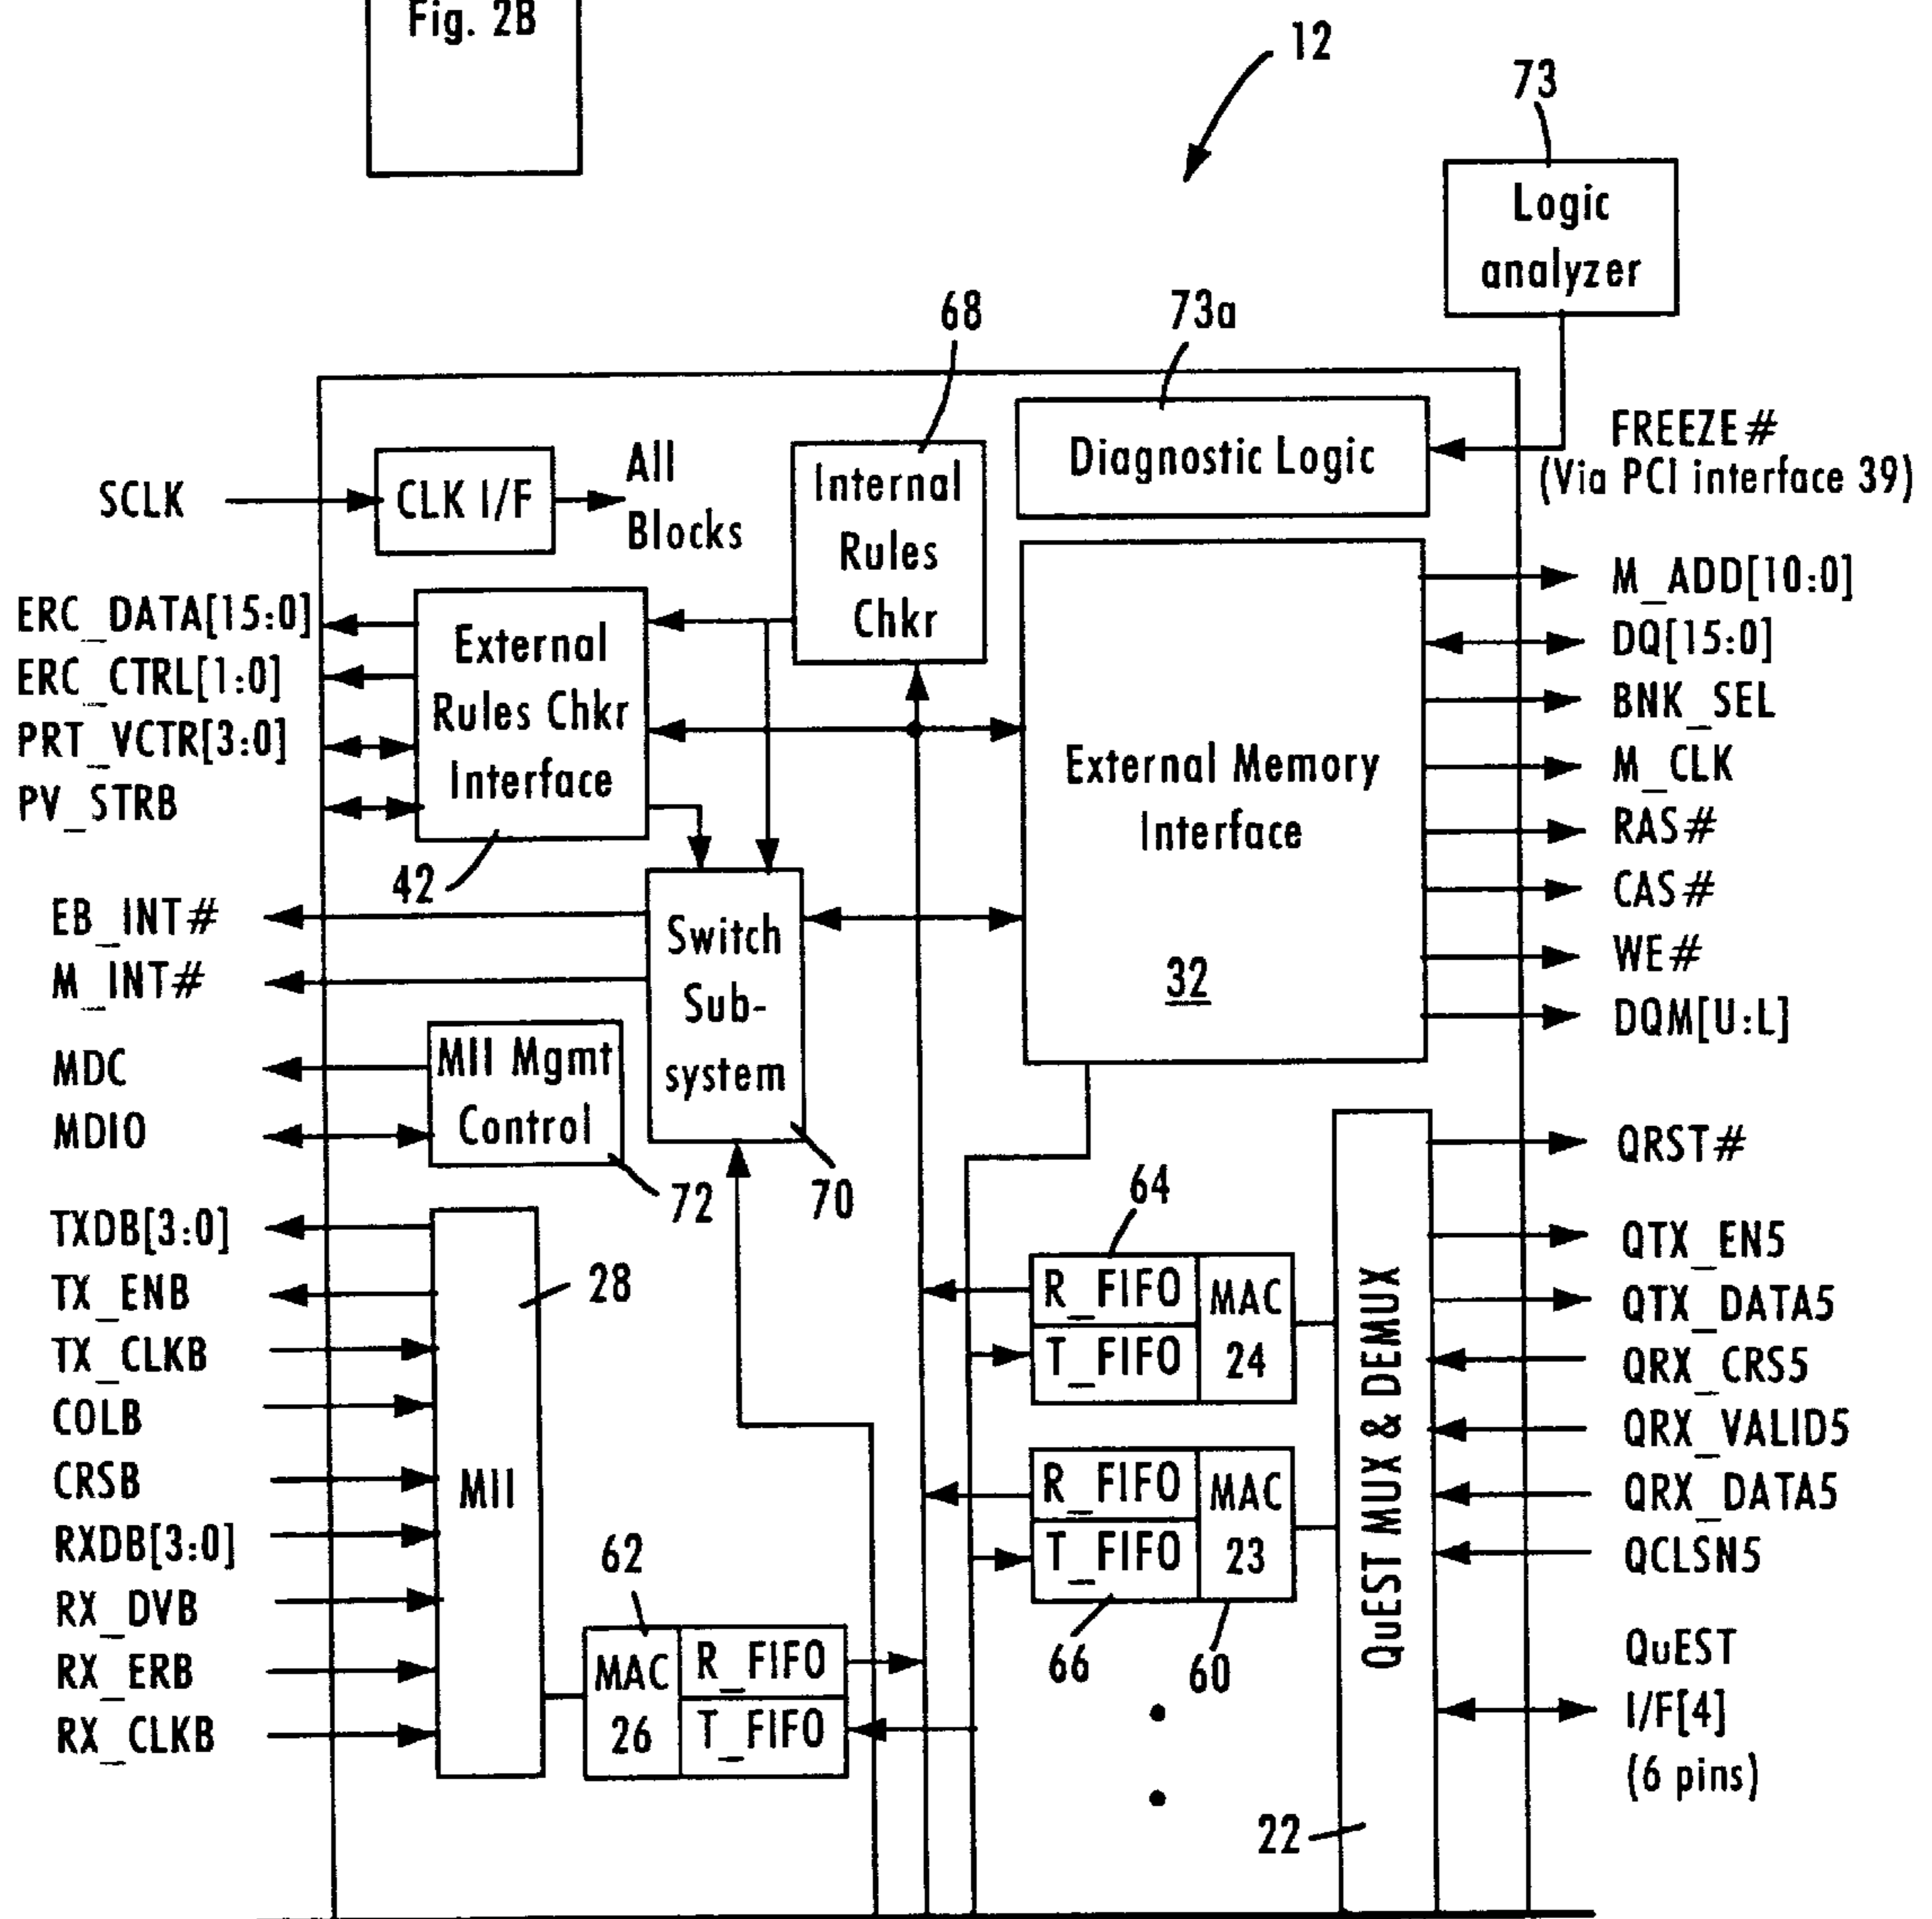 Fig. 2B
12
73
Logic
analyzer
68
73a
Diagnostic Logic
FREEZE#
(Via PCI interface 39)
SCLK
CLK I/F
All
Blocks
Internal
Rules
Chkr
ERC_DATA[15:0]
ERC_CTRL[1:0]
PRT_VCTR[3:0]
PV_STRB
External
Rules Chkr
Interface
42
External Memory
Interface
32
M_ADD[10:0]
DQ[15:0]
BNK_SEL
M_CLK
RAS#
CAS#
WE#
DQM[U:L]
EB_INT#
M_INT#
Switch
Sub-
system
70
MDC
MDIO
MII Mgmt
Control
72
TXDB[3:0]
TX_ENB
TX_CLKB
COLB
CRSB
RXDB[3:0]
RX_DVB
RX_ERB
RX_CLKB
28
MII
62
MAC
26
R_FIFO
T_FIFO
64
R_FIFO
T_FIFO
MAC
24
R_FIFO
T_FIFO
MAC
23
66
60
QuEST MUX & DEMUX
22
QRST#
QTX_EN5
QTX_DATA5
QRX_CRS5
QRX_VALID5
QRX_DATA5
QCLSN5
QuEST
I/F[4]
(6 pins)